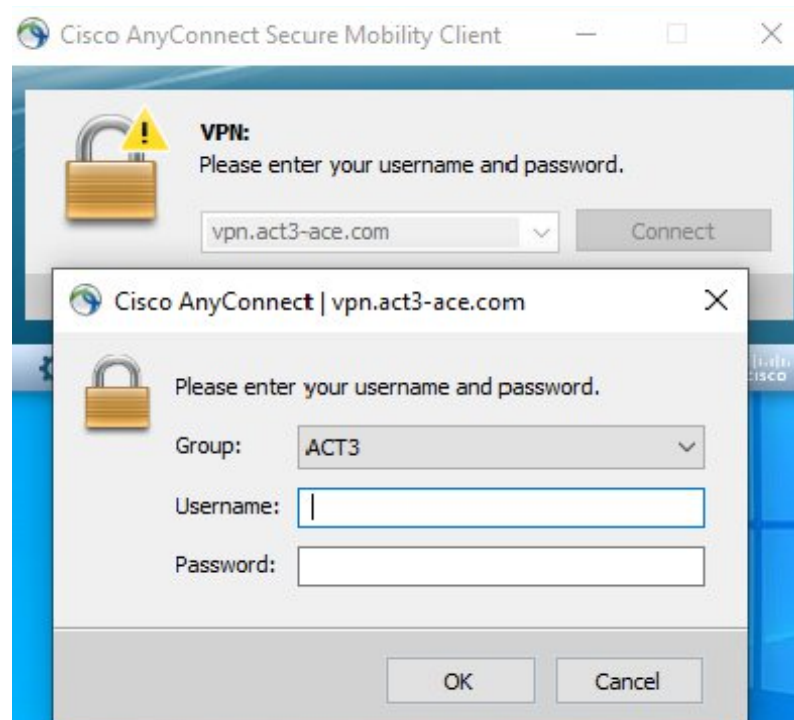 Cisco AnyConnect Secure Mobility Client
VPN:
Please enter your username and password.
vpn.act3-ace.com
Connect
Cisco AnyConnect | vpn.act3-ace.com
cisco
Please enter your username and password.
Group:
ACT3
Username:
Password:
OK
Cancel